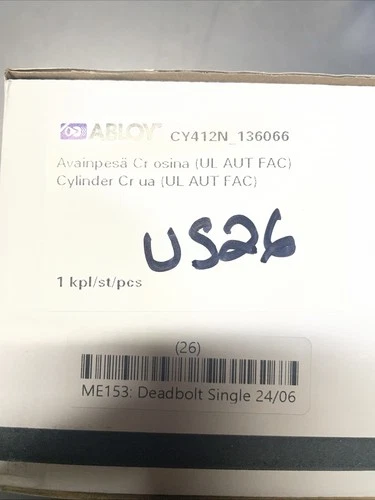 ABLOY CY412N_136066
Avainpesä Cr osina (UL AUT FAC)
Cylinder Cr ua (UL AUT FAC)
US26
1 kpl/st/pcs
(26)
ME153: Deadbolt Single 24/06